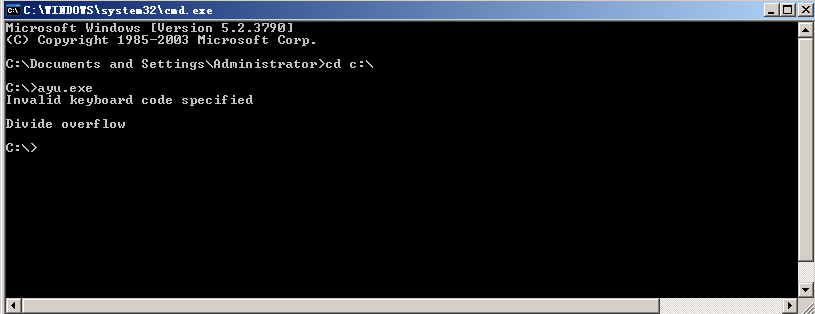 C:\WINDOWS\system32\cmd.exe
Microsoft Windows [Version 5.2.3790]
(C) Copyright 1985-2003 Microsoft Corp.
C:\Documents and Settings\Administrator>cd c:\
C:\>ayu.exe
Invalid keyboard code specified
Divide overflow
C:\>